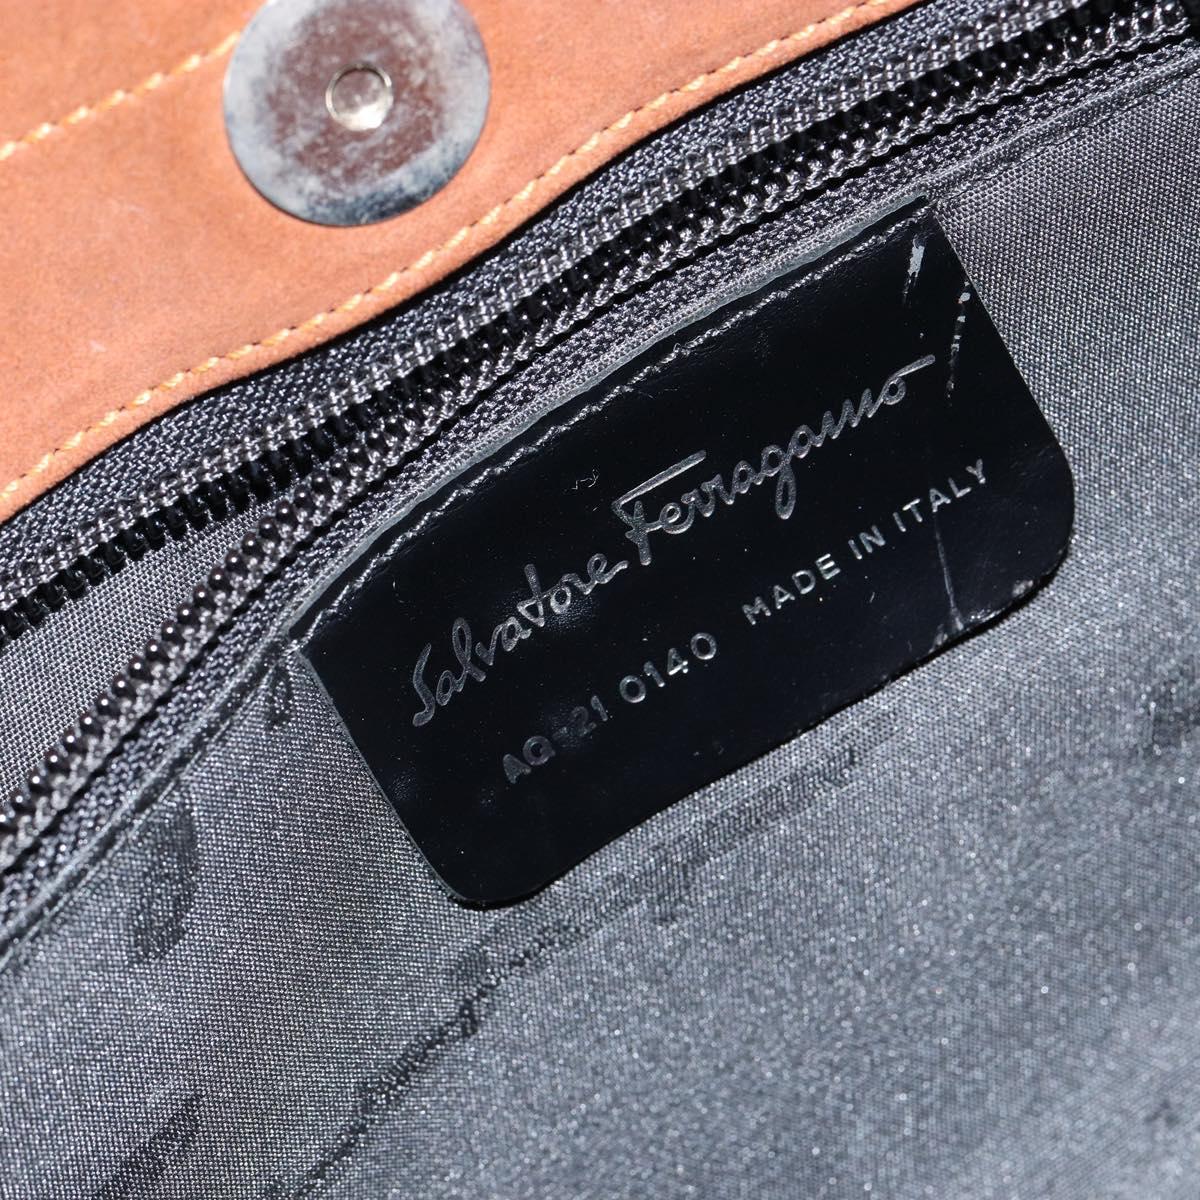 Salvatore Ferragamo
AQ-21 0140 MADE IN ITALY